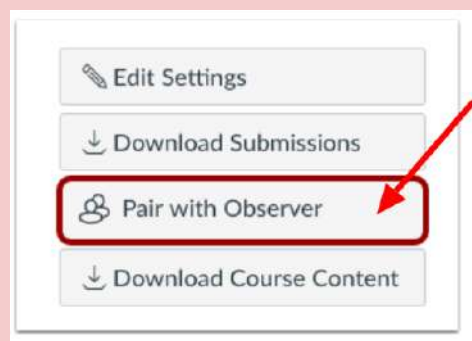 Edit Settings
Download Submissions
Pair with Observer
Download Course Content